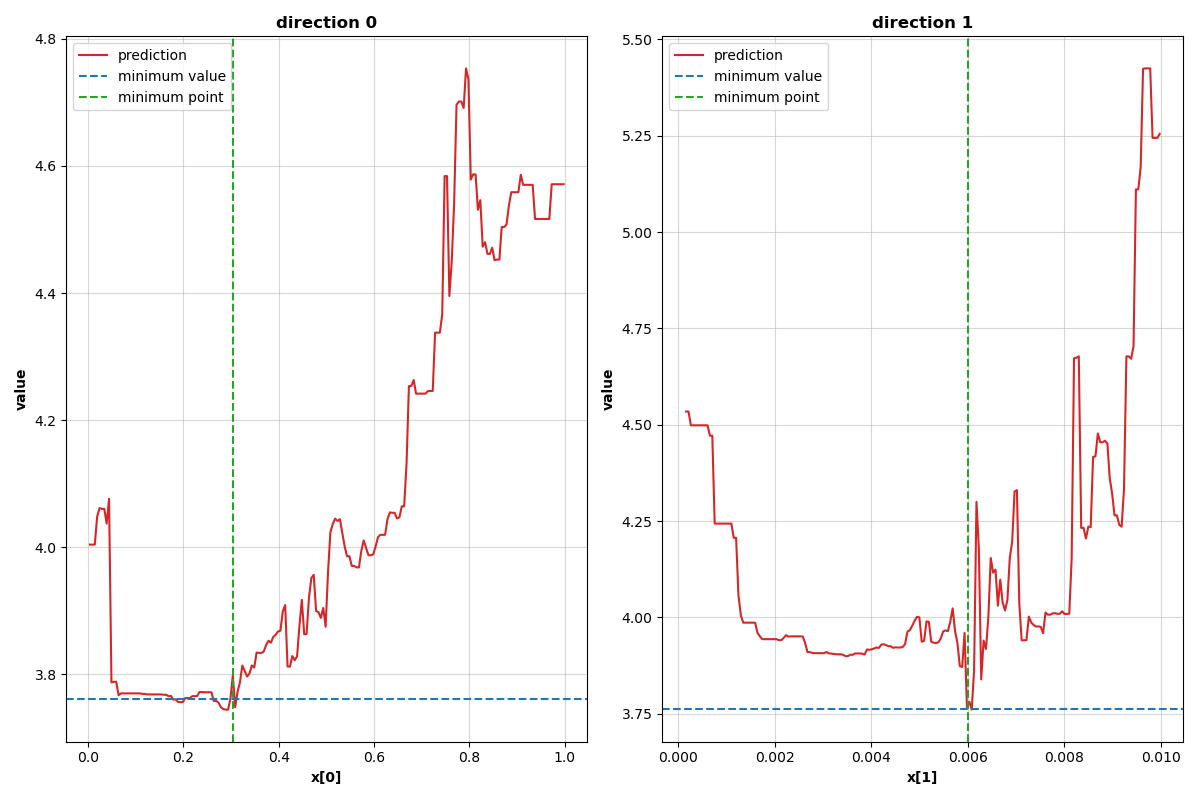 direction 0
prediction
minimum value
minimum point
4.8
4.6
4.4
4.2
4.0
3.8
value
0.0 0.2 0.4 0.6 0.8 1.0
x[0]
direction 1
prediction
minimum value
minimum point
5.50
5.25
5.00
4.75
4.50
4.25
4.00
3.75
value
0.000 0.002 0.004 0.006 0.008 0.010
x[1]